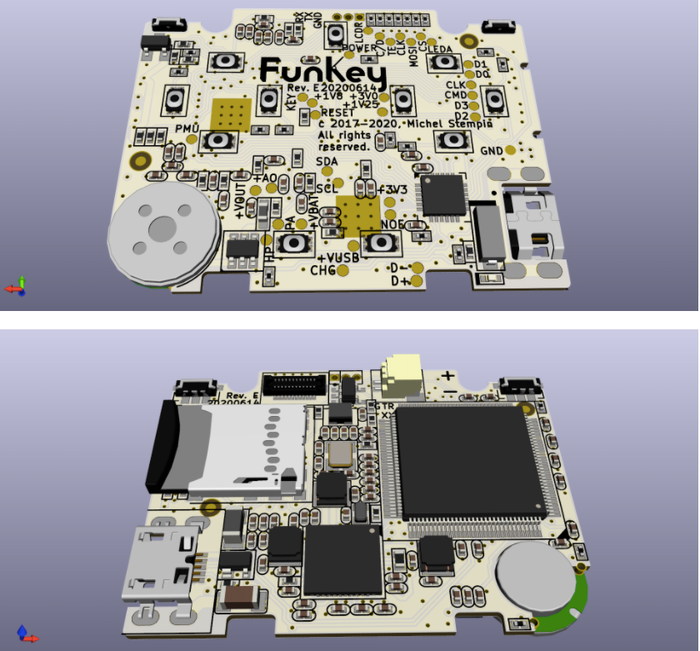 RX
TX
GND
LCDR
POWER
C/D
TE
CLK
MOSI
CS
LEDA
Funkey
D1
D0
CLK
CMD
D3
D2
Rev. E20200614
KEY
+1V8 +3V0
+1V25
RESET
© 2017-2020, Michel Stempin
All rights
reserved.
PMU
GND
SDA
+AO
SCL
+3V3
+VOUT
+VBAT
PA
NOE
HP
+VUSB
CHG
D-
D+
Rev. E
20200614
+
-